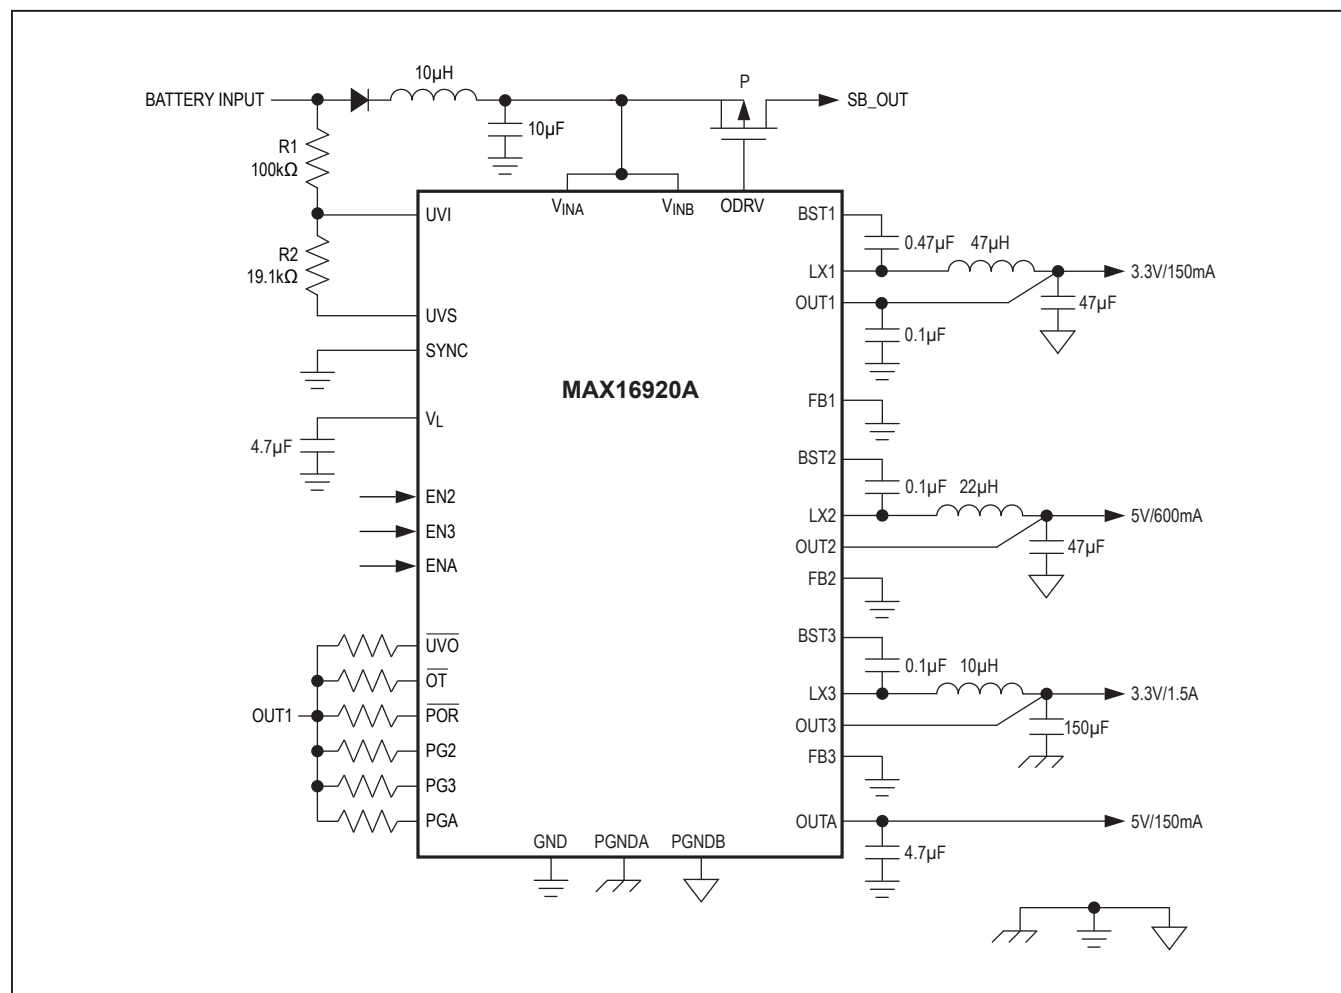 10µH
P
BATTERY INPUT
SB_OUT
10µF
R1
100kΩ
VINA
VINB
ODRV
UVI
BST1
R2
19.1kΩ
0.47µF
47µH
LX1
3.3V/150mA
OUT1
47µF
UVS
0.1µF
SYNC
MAX16920A
FB1
VL
4.7µF
BST2
0.1µF
22µH
EN2
LX2
5V/600mA
EN3
OUT2
47µF
ENA
FB2
UVO
BST3
0.1µF
10µH
OT
LX3
3.3V/1.5A
OUT1
POR
OUT3
150µF
PG2
FB3
PG3
PGA
OUTA
5V/150mA
GND
PGNDA
PGNDB
4.7µF